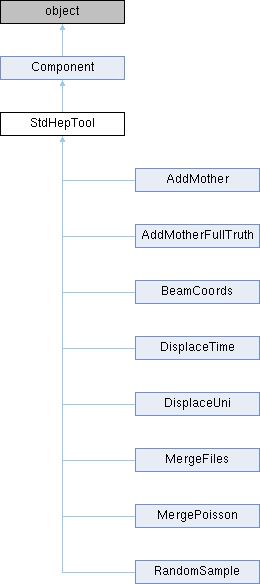 object
Component
StdHepTool
AddMother
AddMotherFullTruth
BeamCoords
DisplaceTime
DisplaceUni
MergeFiles
MergePoisson
RandomSample